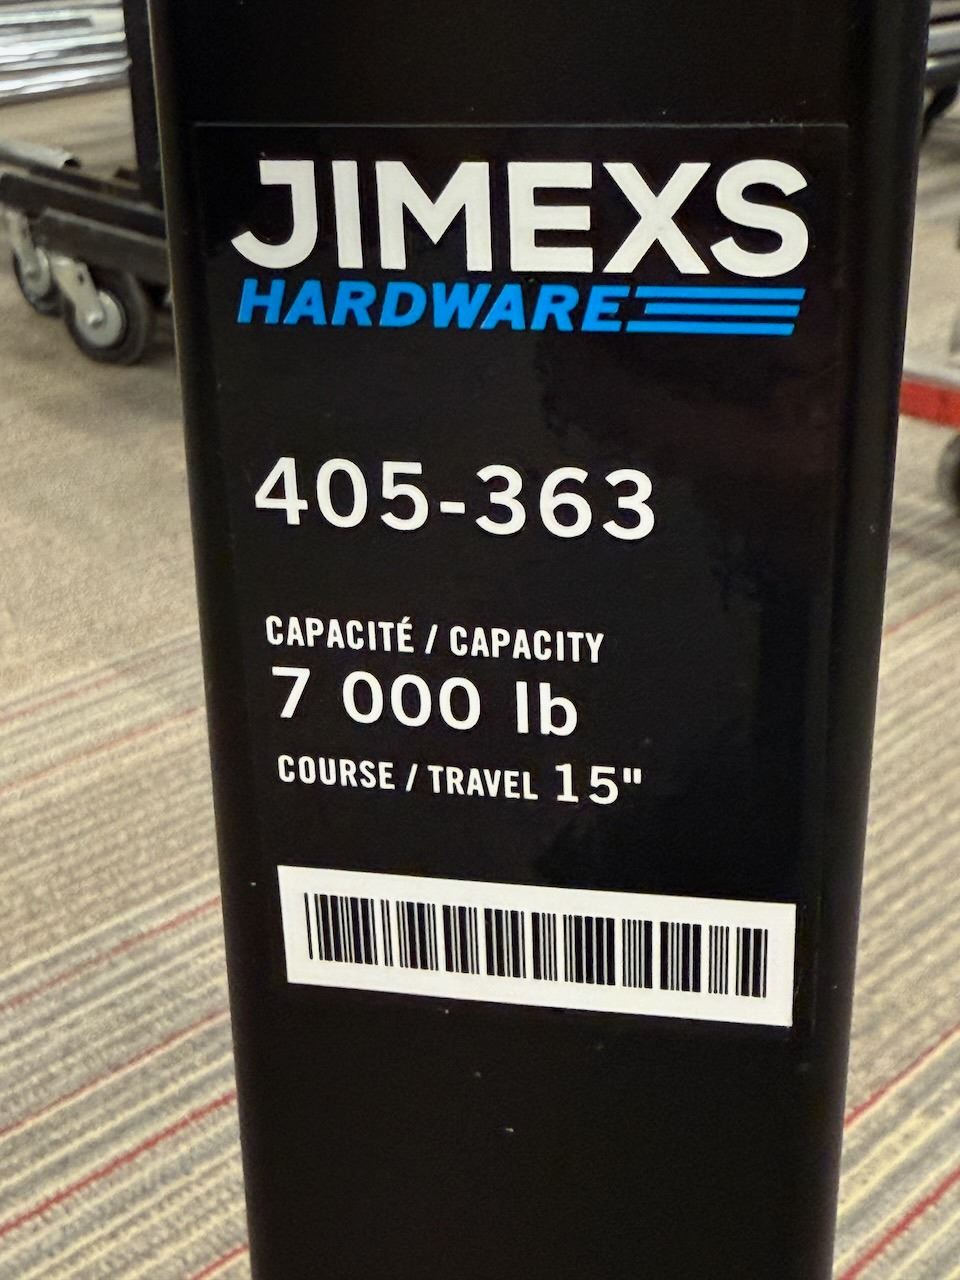 JIMEXS
HARDWARE
405-363
CAPACITÉ / CAPACITY
7 000 lb
COURSE / TRAVEL 15"